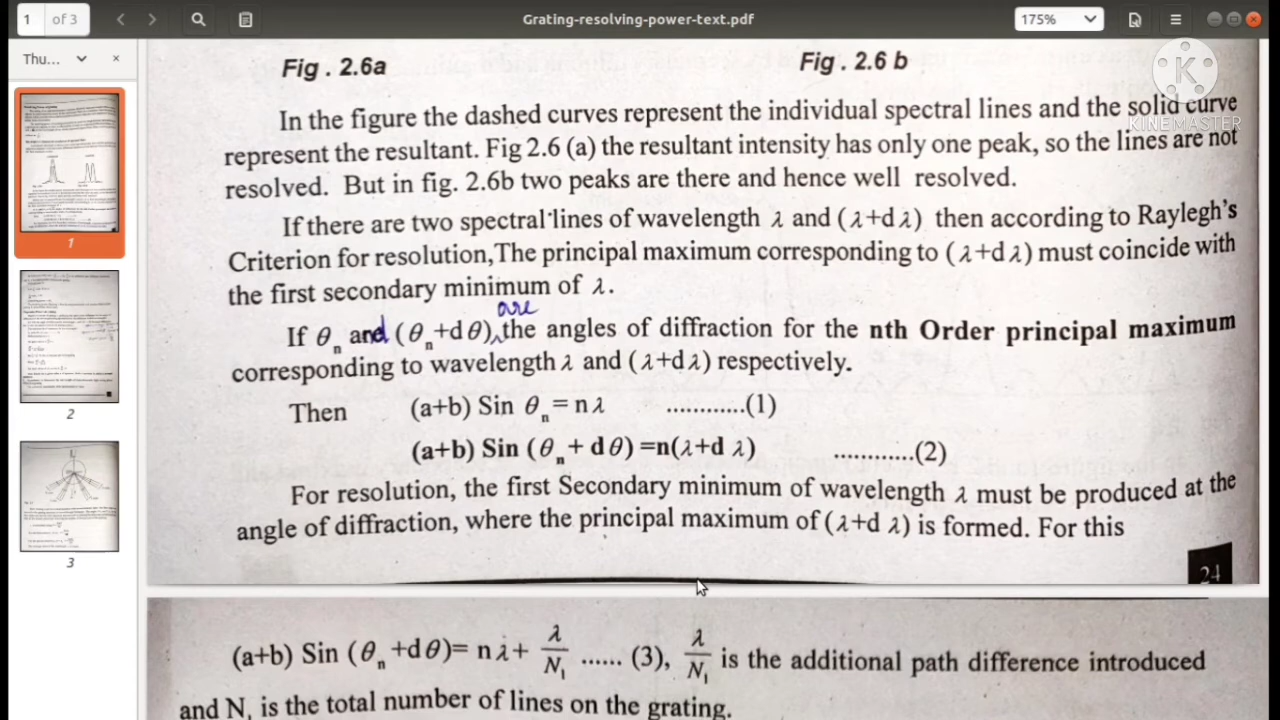 1 of 3
Grating-resolving-power-text.pdf
175%
Thu...
1
2
3
K
KINEMASTER
Fig . 2.6a
Fig . 2.6 b
In the figure the dashed curves represent the individual spectral lines and the solid curve
represent the resultant. Fig 2.6 (a) the resultant intensity has only one peak, so the lines are not
resolved. But in fig. 2.6b two peaks are there and hence well resolved.
If there are two spectral lines of wavelength λ and (λ+d λ) then according to Raylegh's
Criterion for resolution,The principal maximum corresponding to (λ+d λ) must coincide with
the first secondary minimum of λ.
are
If θn and (θn+d θ)^the angles of diffraction for the nth Order principal maximum
corresponding to wavelength λ and (λ+dλ) respectively.
Then (a+b) Sin θn = n λ ............(1)
(a+b) Sin (θn + d θ) =n(λ+d λ) ............(2)
For resolution, the first Secondary minimum of wavelength λ must be produced at the
angle of diffraction, where the principal maximum of (λ+d λ) is formed. For this
24
(a+b) Sin (θn +d θ)= n λ+ λ/N1 ...... (3), λ/N1 is the additional path difference introduced
and N1 is the total number of lines on the grating.